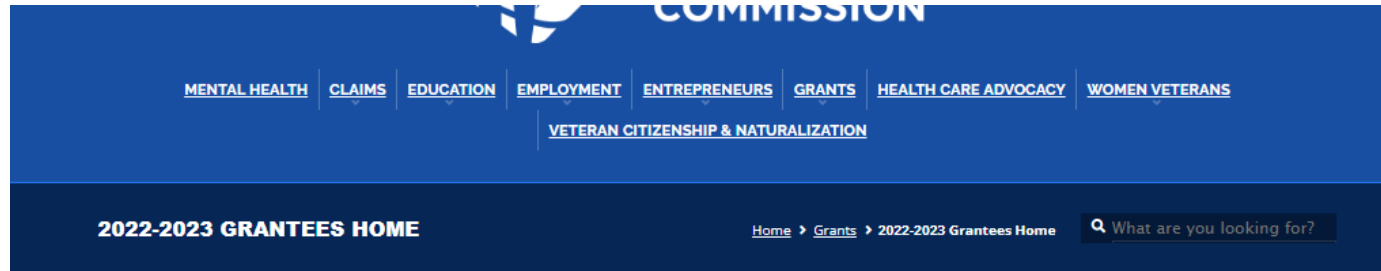 COMMISSION
MENTAL HEALTH CLAIMS EDUCATION EMPLOYMENT ENTREPRENEURS GRANTS HEALTH CARE ADVOCACY WOMEN VETERANS
VETERAN CITIZENSHIP & NATURALIZATION
2022-2023 GRANTEES HOME Home > Grants > 2022-2023 Grantees Home What are you looking for?